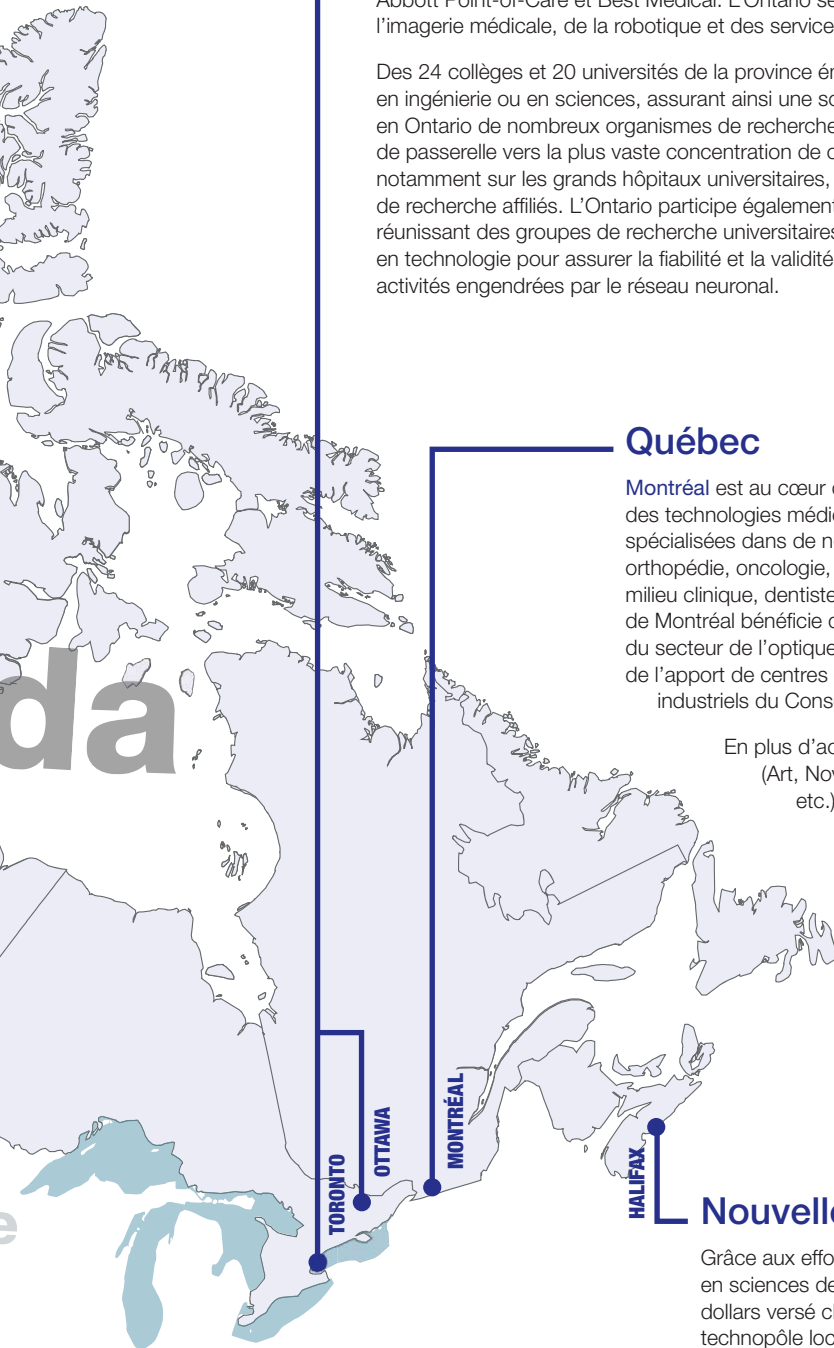 Abbott Point-of-Care et Best Medical. L’Ontario se
l’imagerie médicale, de la robotique et des service
Des 24 collèges et 20 universités de la province ém
en ingénierie ou en sciences, assurant ainsi une so
en Ontario de nombreux organismes de recherche
de passerelle vers la plus vaste concentration de c
notamment sur les grands hôpitaux universitaires,
de recherche affiliés. L’Ontario participe également
réunissant des groupes de recherche universitaires
en technologie pour assurer la fiabilité et la validité
activités engendrées par le réseau neuronal.
Québec
Montréal est au cœur
des technologies médic
spécialisées dans de no
orthopédie, oncologie,
milieu clinique, dentiste
de Montréal bénéficie d
du secteur de l’optique
de l’apport de centres
industriels du Cons
En plus d’ac
(Art, Nov
etc.)
da
MONTRÉAL
OTTAWA
TORONTO
HALIFAX
e
Nouvelle
Grâce aux effo
en sciences de
dollars versé c
technopôle loc